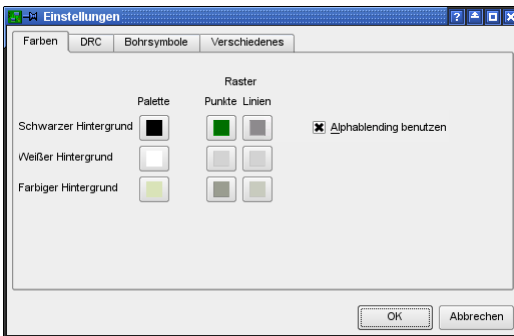 Einstellungen
Farben DRC Bohrsymbole Verschiedenes
Raster
Palette Punkte Linien
Schwarzer Hintergrund Alphablending benutzen
Weißer Hintergrund
Farbiger Hintergrund
OK Abbrechen